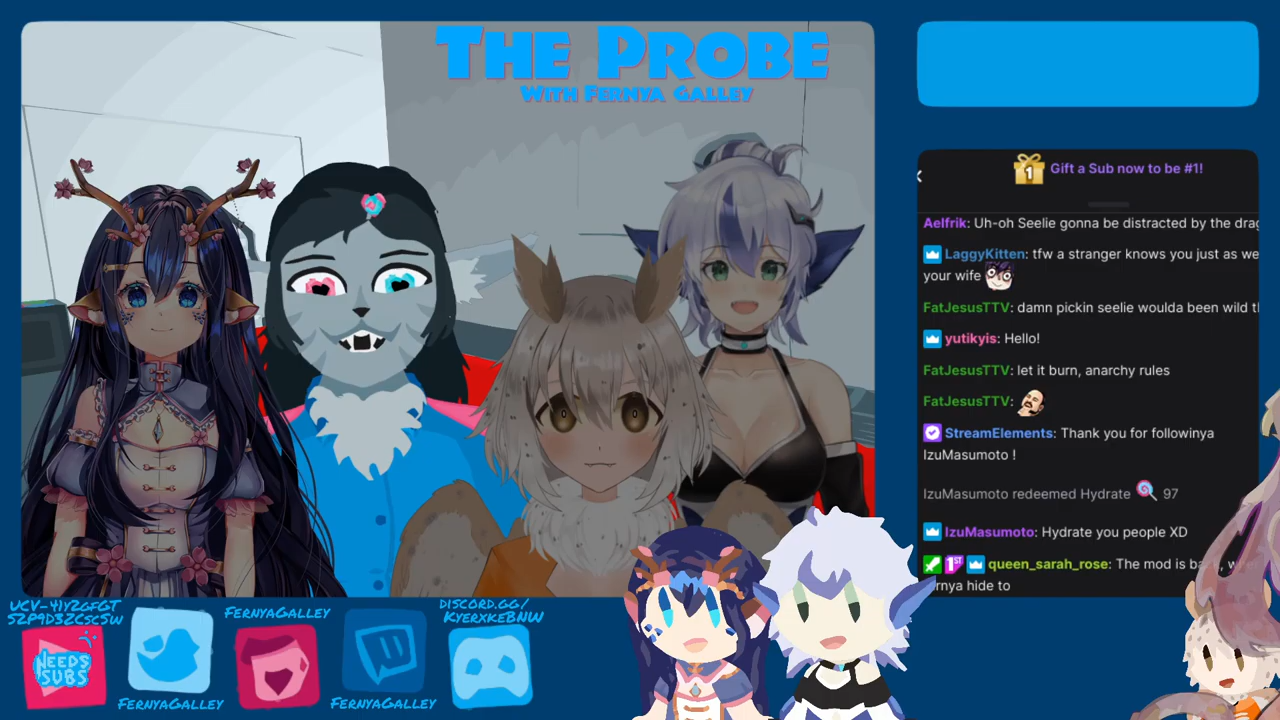 The Probe
With Fernya Galley
Gift a Sub now to be #1!
1
Aelfrik: Uh-oh Seelie gonna be distracted by the drag
LaggyKitten: tfw a stranger knows you just as we
your wife
FatJesusTTV: damn pickin seelie woulda been wild t
yutikyis: Hello!
FatJesusTTV: let it burn, anarchy rules
FatJesusTTV:
StreamElements: Thank you for followinya
IzuMasumoto !
IzuMasumoto redeemed Hydrate 97
IzuMasumoto: Hydrate you people XD
1ST queen_sarah_rose: The mod is ba
rnya hide to
Needs
Subs
FernyaGalley
FernyaGalley
FernyaGalley
discord.gg/
KyerxkeBNW